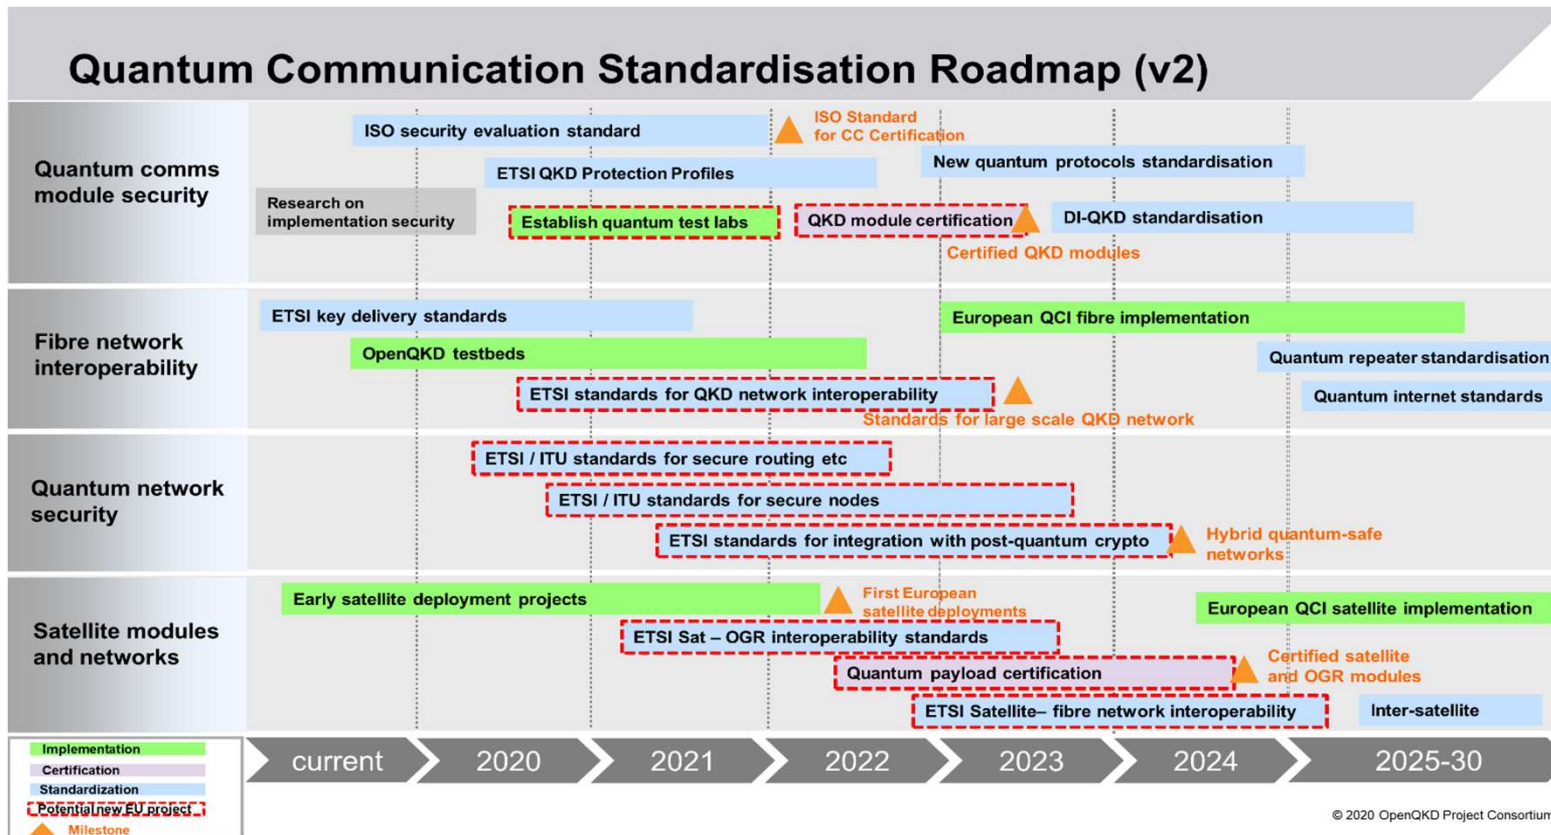 Quantum Communication Standardisation Roadmap (v2)
Quantum comms
module security
ISO security evaluation standard
ISO Standard
for CC Certification
ETSI QKD Protection Profiles
New quantum protocols standardisation
Research on
implementation security
Establish quantum test labs
QKD module certification
DI-QKD standardisation
Certified QKD modules
Fibre network
interoperability
ETSI key delivery standards
European QCI fibre implementation
OpenQKD testbeds
Quantum repeater standardisation
ETSI standards for QKD network interoperability
Quantum internet standards
Standards for large scale QKD network
Quantum network
security
ETSI / ITU standards for secure routing etc
ETSI / ITU standards for secure nodes
ETSI standards for integration with post-quantum crypto
Hybrid quantum-safe
networks
Satellite modules
and networks
Early satellite deployment projects
First European
satellite deployments
European QCI satellite implementation
ETSI Sat – OGR interoperability standards
Quantum payload certification
Certified satellite
and OGR modules
ETSI Satellite– fibre network interoperability
Inter-satellite
current
2020
2021
2022
2023
2024
2025-30
Implementation
Certification
Standardization
Potential new EU project
Milestone
© 2020 OpenQKD Project Consortium